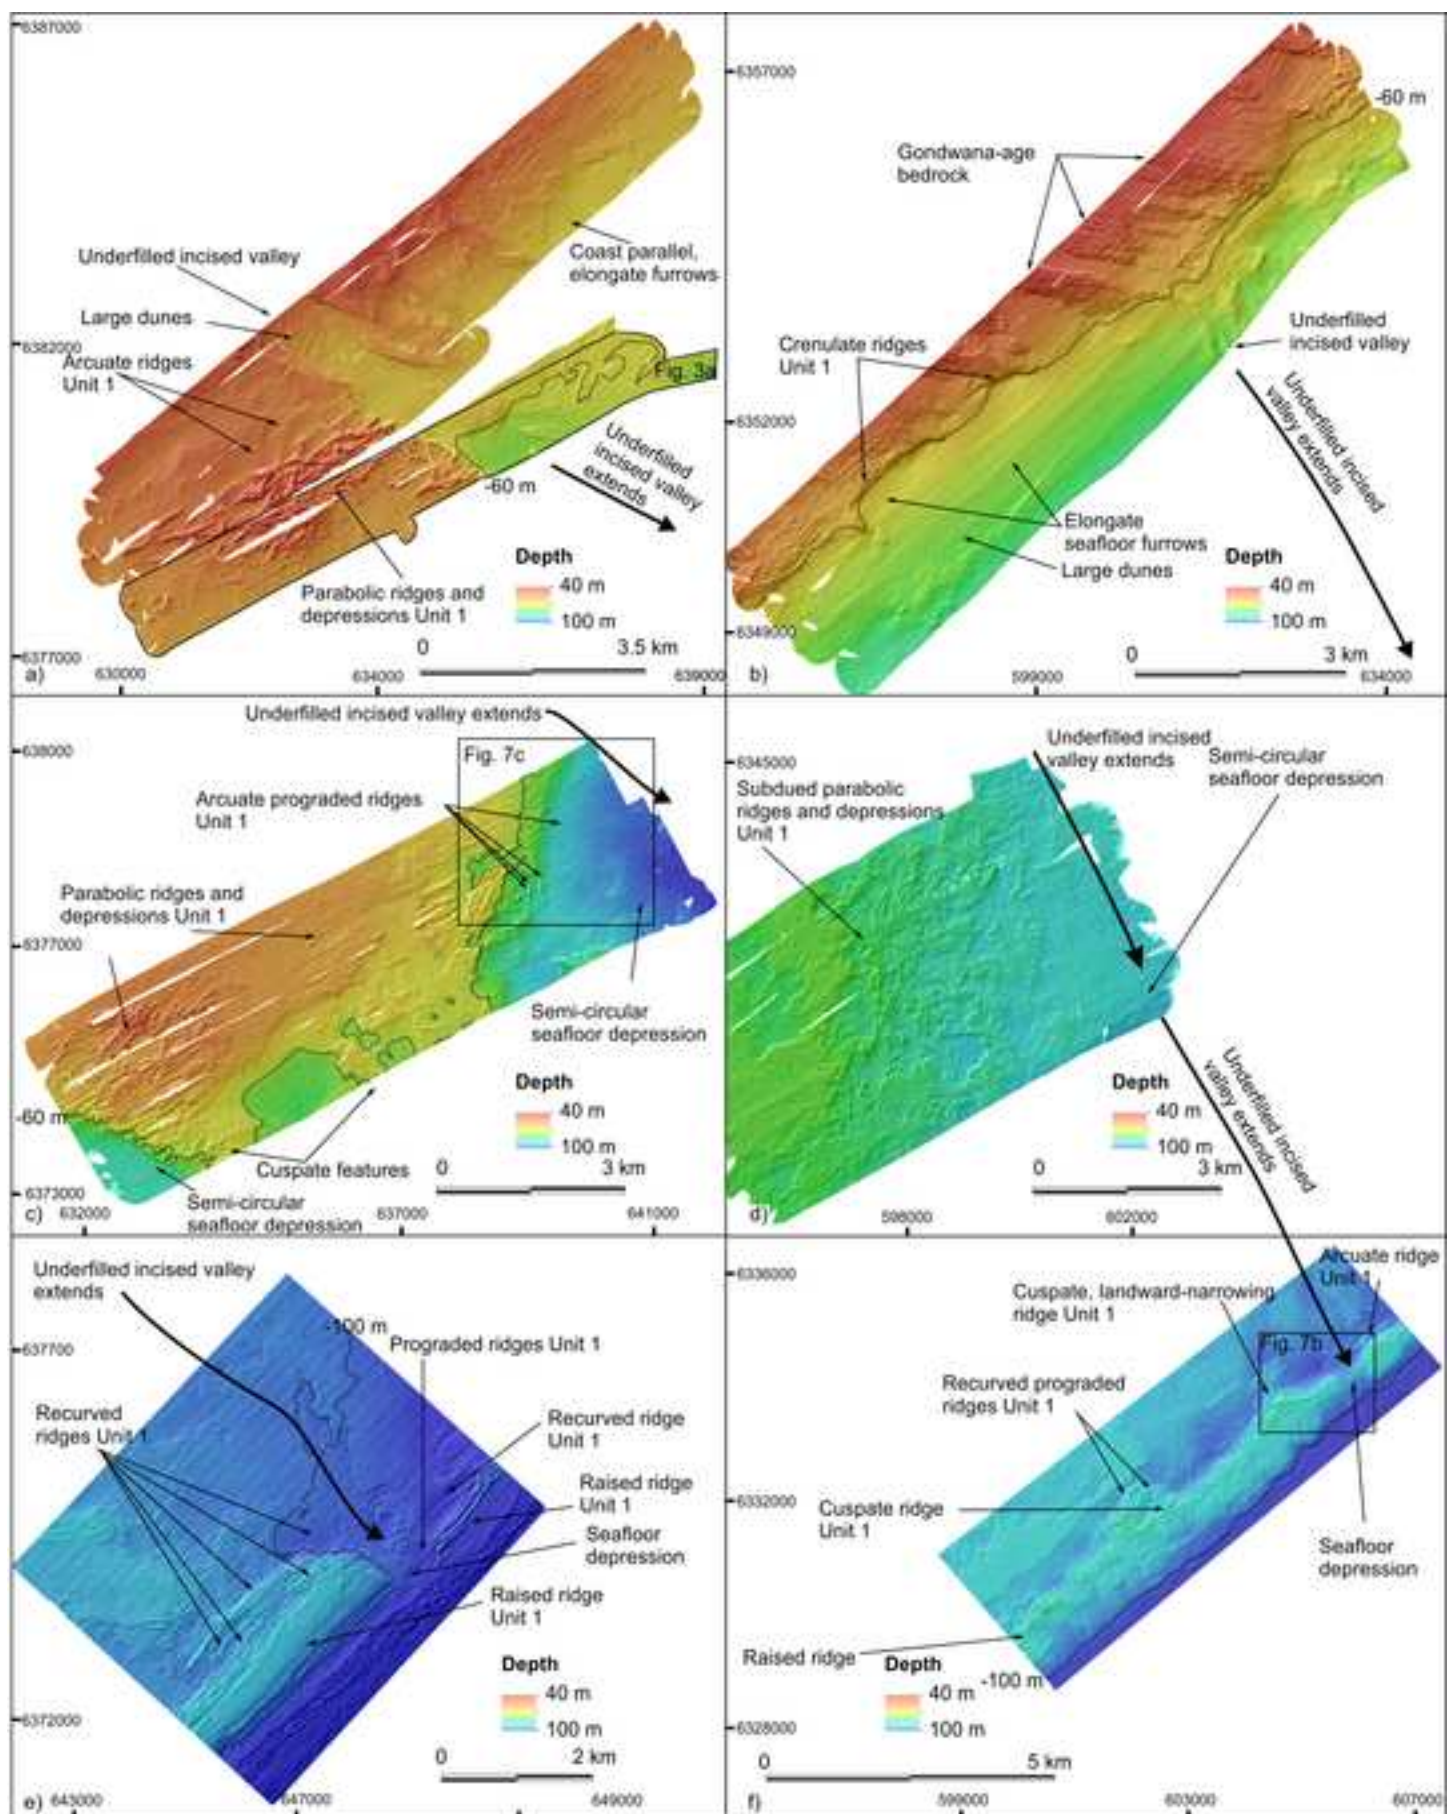 6387000
Underfilled incised valley
Large dunes
6382000
Arcuate ridges
Unit 1
Coast parallel,
elongate furrows
Fig. 3a
Underfilled
incised valley
extends
-60 m
Parabolic ridges and
depressions Unit 1
Depth
40 m
100 m
0 3.5 km
6377000
a) 630000 634000 639000
6357000
-60 m
Gondwana-age
bedrock
Crenulate ridges
Unit 1
Underfilled
incised valley
6352000
Underfilled incised
valley extends
Elongate
seafloor furrows
Large dunes
Depth
40 m
100 m
6349000
0 3 km
b) 599000 634000
Underfilled incised valley extends
638000
Fig. 7c
Arcuate prograded ridges
Unit 1
Parabolic ridges and
depressions Unit 1
6377000
Semi-circular
seafloor depression
Depth
40 m
100 m
-60 m
Cuspate features
0 3 km
6373000
Semi-circular
seafloor depression
c) 632000 637000 641000
Underfilled incised
valley extends
Semi-circular
seafloor depression
6345000
Subdued parabolic
ridges and depressions
Unit 1
Depth
40 m
100 m
Underfilled incised
valley extends
0 3 km
d) 598000 602000
Underfilled incised valley
extends
-100 m
637700
Prograded ridges Unit 1
Recurved
ridges Unit 1
Recurved ridge
Unit 1
Raised ridge
Unit 1
Seafloor
depression
Raised ridge
Unit 1
Depth
40 m
100 m
6372000
0 2 km
e) 643000 647000 649000
6336000
Arcuate ridge
Unit 1
Cuspate, landward-narrowing
ridge Unit 1
Fig. 7b
Recurved prograded
ridges Unit 1
6332000
Cuspate ridge
Unit 1
Seafloor
depression
Raised ridge
Depth
-100 m
40 m
100 m
6328000
0 5 km
f) 599000 603000 607000